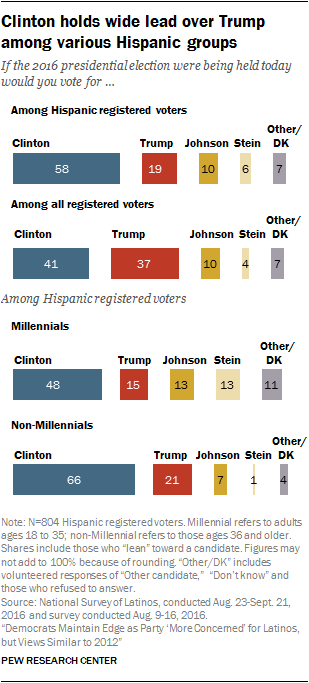 Clinton holds wide lead over Trump
among various Hispanic groups
If the 2016 presidential election were being held today
would you vote for ...
Among Hispanic registered voters
Clinton Trump Johnson Stein Other/
DK
58 19 10 6 7
Among all registered voters
Clinton Trump Johnson Stein Other/
DK
41 37 10 4 7
Among Hispanic registered voters
Millennials
Clinton Trump Johnson Stein Other/
DK
48 15 13 13 11
Non-Millennials
Clinton Trump Johnson Stein Other/
DK
66 21 7 1 4
Note: N=804 Hispanic registered voters. Millennial refers to adults
ages 18 to 35; non-Millennial refers to those ages 36 and older.
Shares include those who “lean” toward a candidate. Figures may
not add to 100% because of rounding. “Other/DK” includes
volunteered responses of “Other candidate,” “Don’t know” and
those who refused to answer.
Source: National Survey of Latinos, conducted Aug. 23-Sept. 21,
2016 and survey conducted Aug. 9-16, 2016.
“Democrats Maintain Edge as Party ‘More Concerned’ for Latinos,
but Views Similar to 2012”
PEW RESEARCH CENTER